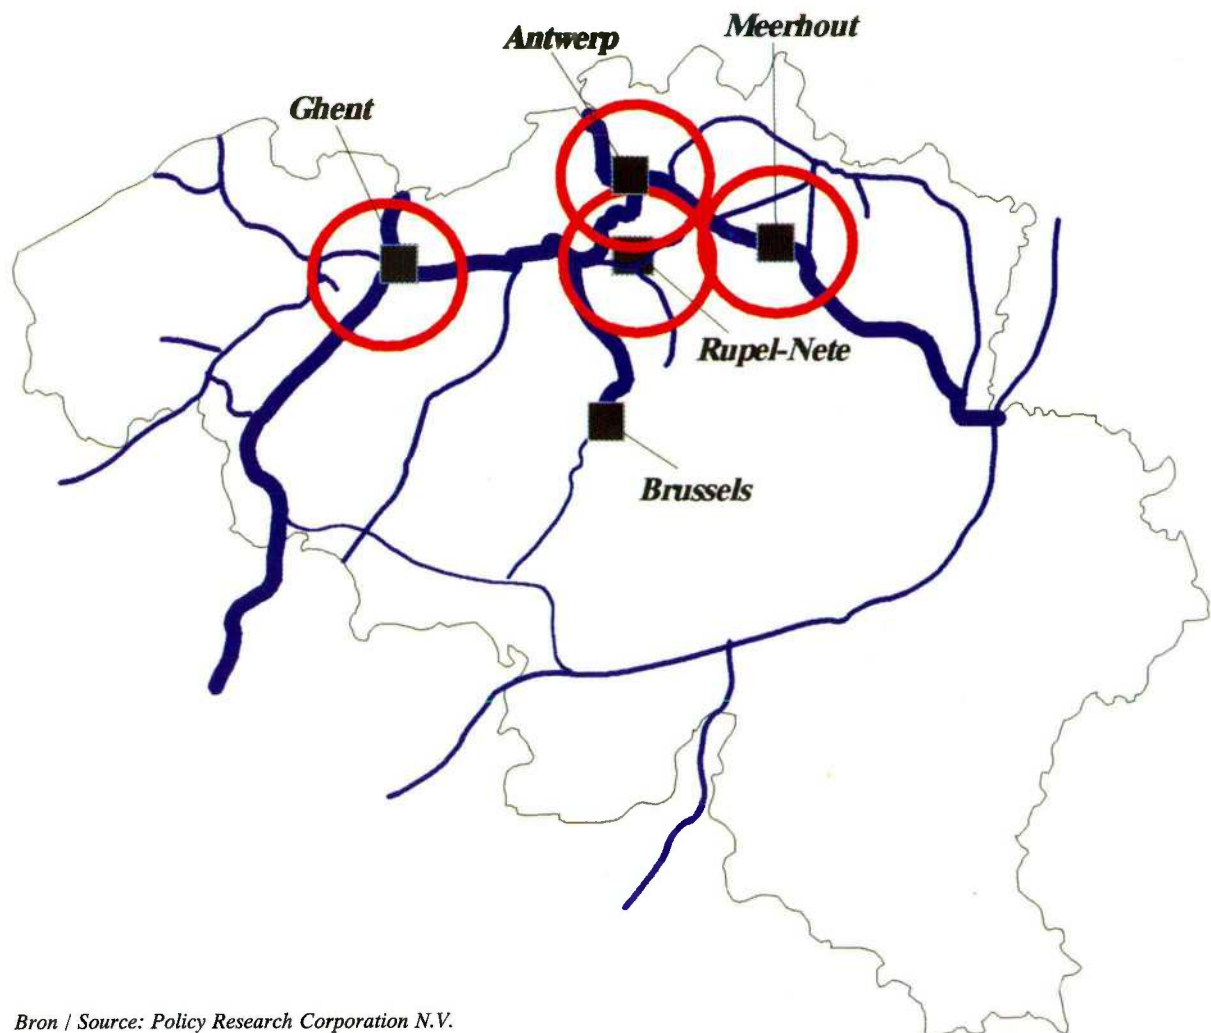 Meerhout
Antwerp
Ghent
Rupel-Nete
Brussels
Bron / Source: Policy Research Corporation N.V.